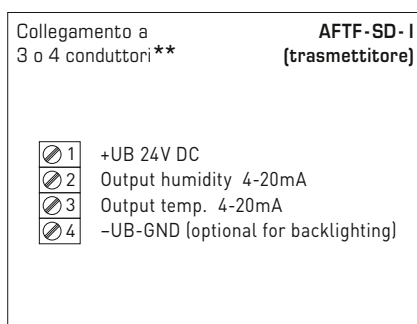 Collegamento a AFTF-SD-I
3 o 4 conduttori** (trasmettitore)
1 +UB 24V DC
2 Output humidity 4-20mA
3 Output temp. 4-20mA
4 –UB-GND (optional for backlighting)